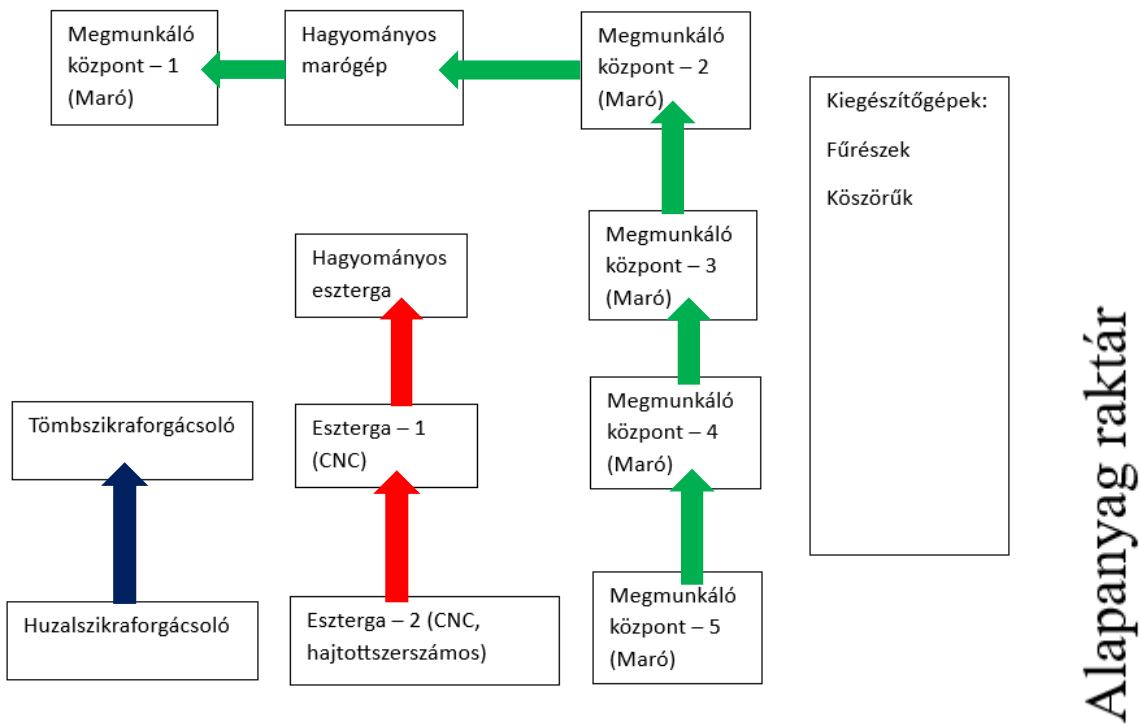 Megmunkáló
központ – 1
(Maró)
Hagyományos
marógép
Megmunkáló
központ – 2
(Maró)
Kiegészítőgépek:
Fűrészek
Köszörűk
Megmunkáló
központ – 3
(Maró)
Hagyományos
eszterga
Megmunkáló
központ – 4
(Maró)
Eszterga – 1
(CNC)
Tömbszikraforgácsoló
Huzalszikraforgácsoló
Eszterga – 2 (CNC,
hajtottszerszámos)
Megmunkáló
központ – 5
(Maró)
Alapanyag raktár